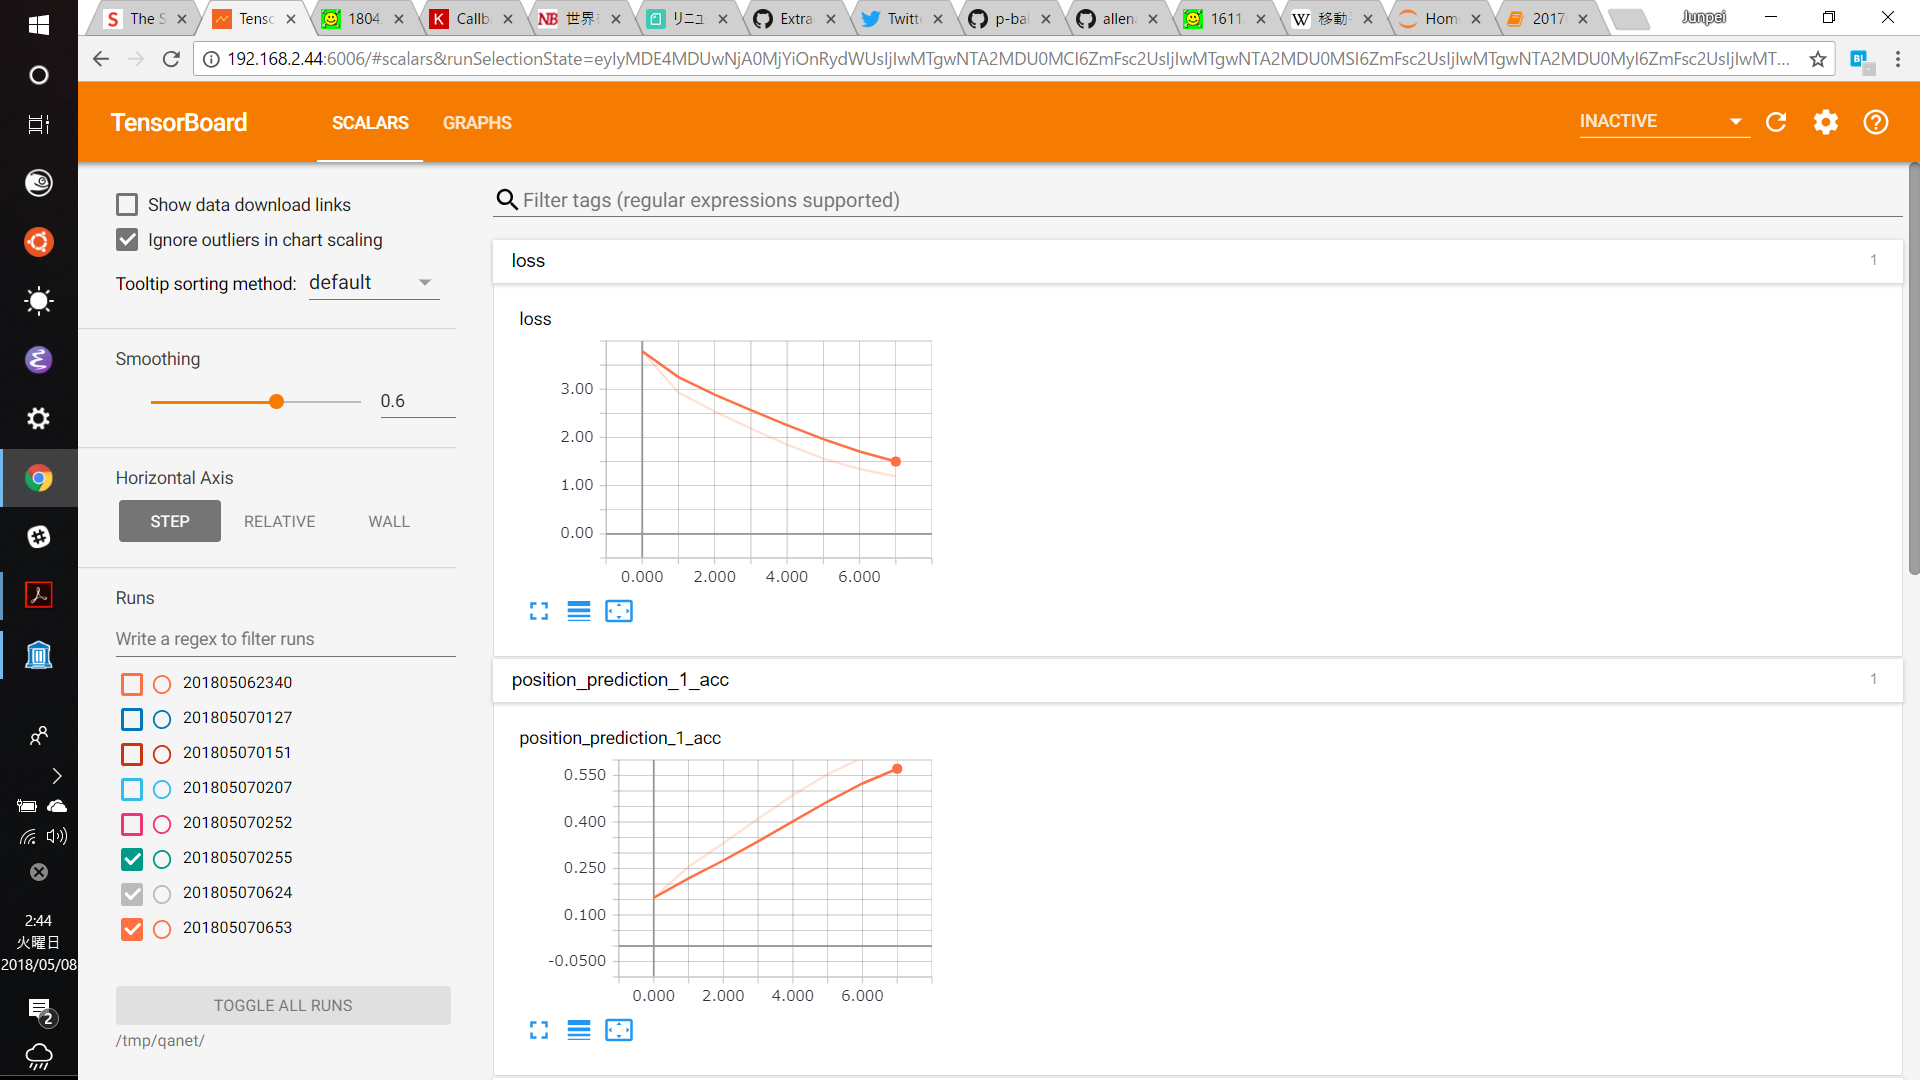 The S
Tenso
1804.
Callb
世界
リニュー
Extra
Twitt
p-bal
allena
1611.
移動
Hom
2017
Junpei
192.168.2.44:6006/#scalars&runSelectionState=
TensorBoard
SCALARS
GRAPHS
INACTIVE
Show data download links
Ignore outliers in chart scaling
Tooltip sorting method: default
Smoothing
0.6
Horizontal Axis
STEP
RELATIVE
WALL
Runs
Write a regex to filter runs
201805062340
201805070127
201805070151
201805070207
201805070252
201805070255
201805070624
201805070653
TOGGLE ALL RUNS
/tmp/qanet/
Filter tags (regular expressions supported)
loss
1
loss
3.00
2.00
1.00
0.00
0.000 2.000 4.000 6.000
position_prediction_1_acc
1
position_prediction_1_acc
0.550
0.400
0.250
0.100
-0.0500
0.000 2.000 4.000 6.000
2:44
火曜日
2018/05/08
2